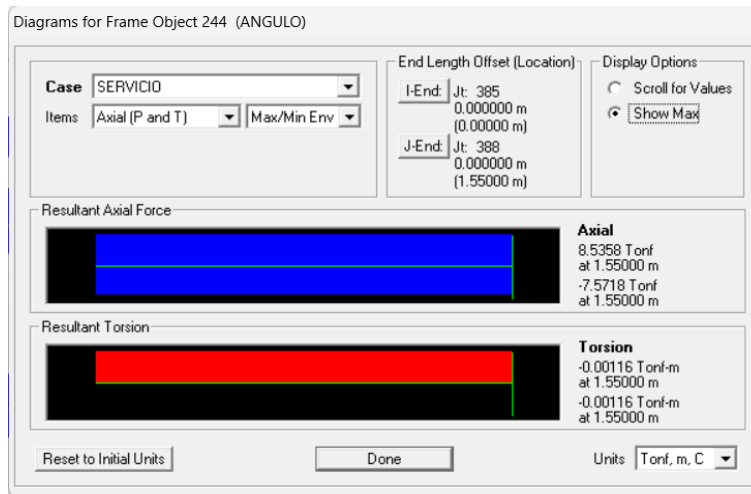 Diagrams for Frame Object 244 (ANGULO)
Case SERVICIO
Items Axial (P and T) Max/Min Env
End Length Offset (Location)
I-End: Jt: 385
0.000000 m
(0.00000 m)
J-End: Jt: 388
0.000000 m
(1.55000 m)
Display Options
Scroll for Values
Show Max
Resultant Axial Force
Axial
8.5358 Tonf
at 1.55000 m
-7.5718 Tonf
at 1.55000 m
Resultant Torsion
Torsion
-0.00116 Tonf-m
at 1.55000 m
-0.00116 Tonf-m
at 1.55000 m
Reset to Initial Units Done Units Tonf, m, C